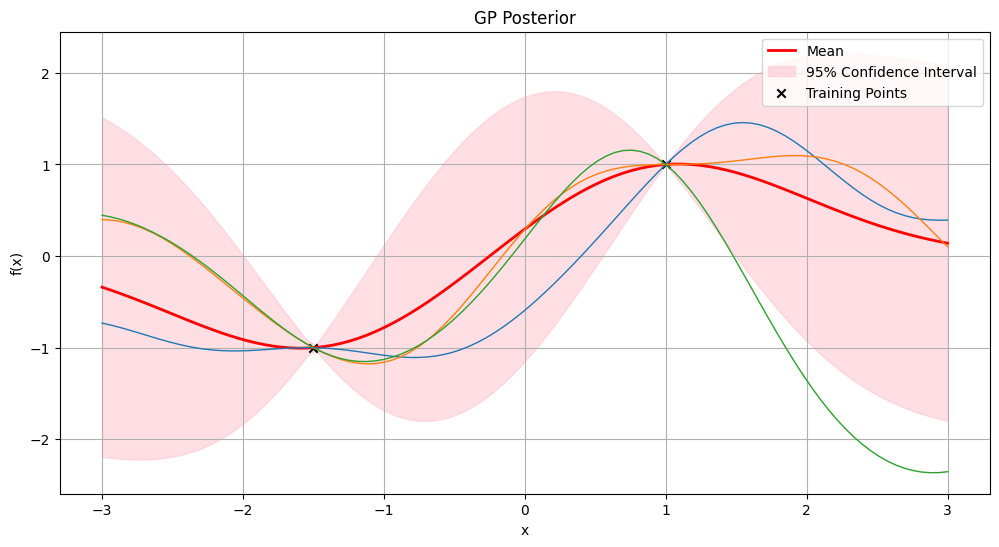 GP Posterior
Mean
95% Confidence Interval
Training Points
f(x)
2
1
0
−1
−2
−3
−2
−1
0
1
2
3
x